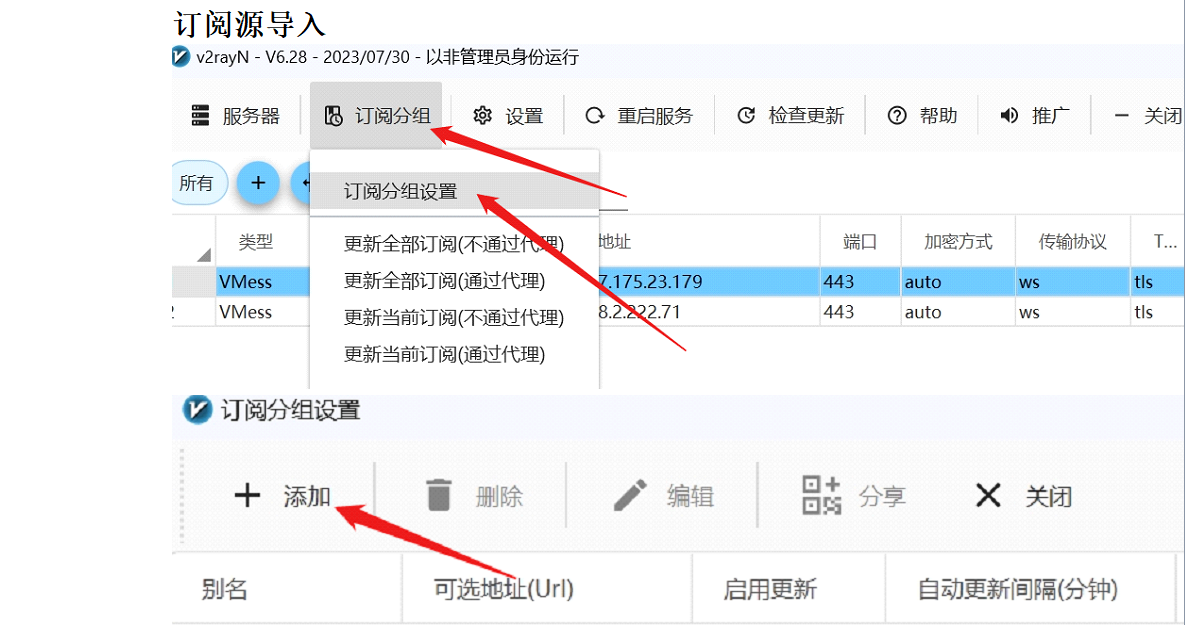 订阅源导入
v2rayN - V6.28 - 2023/07/30 - 以非管理员身份运行
服务器 订阅分组 设置 重启服务 检查更新 帮助 推广 关闭
所有
订阅分组设置
类型 地址 端口 加密方式 传输协议 T...
更新全部订阅(不通过代理)
更新全部订阅(通过代理)
VMess 7.175.23.179 443 auto ws tls
2 VMess 8.2.222.71 443 auto ws tls
更新当前订阅(不通过代理)
更新当前订阅(通过代理)
订阅分组设置
添加 删除 编辑 分享 关闭
别名 可选地址(Url) 启用更新 自动更新间隔(分钟)